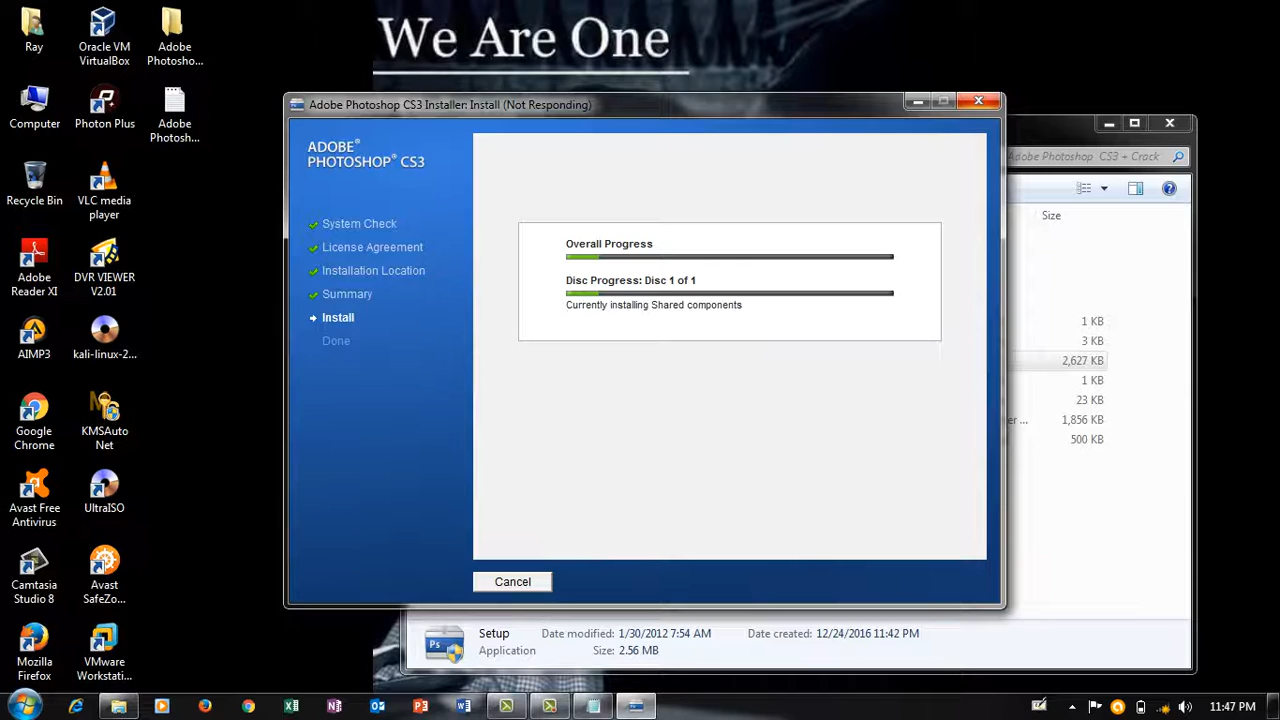 We Are One
Ray
Oracle VM
VirtualBox
Adobe
Photosho...
Computer
Photon Plus
Adobe
Photosh...
Recycle Bin
VLC media
player
Adobe
Reader XI
DVR VIEWER
V2.01
AIMP3
kali-linux-2...
Google
Chrome
KMSAuto
Net
Avast Free
Antivirus
UltraISO
Camtasia
Studio 8
Avast
SafeZo...
Mozilla
Firefox
VMware
Workstati...
Adobe Photoshop CS3 Installer: Install (Not Responding)
ADOBE®
PHOTOSHOP® CS3
System Check
License Agreement
Installation Location
Summary
Install
Done
Overall Progress
Disc Progress: Disc 1 of 1
Currently installing Shared components
Cancel
Adobe Photoshop CS3 + Crack
Size
1 KB
3 KB
2,627 KB
1 KB
23 KB
er ... 1,856 KB
500 KB
Setup Date modified: 1/30/2012 7:54 AM Date created: 12/24/2016 11:42 PM
Application Size: 2.56 MB
11:47 PM